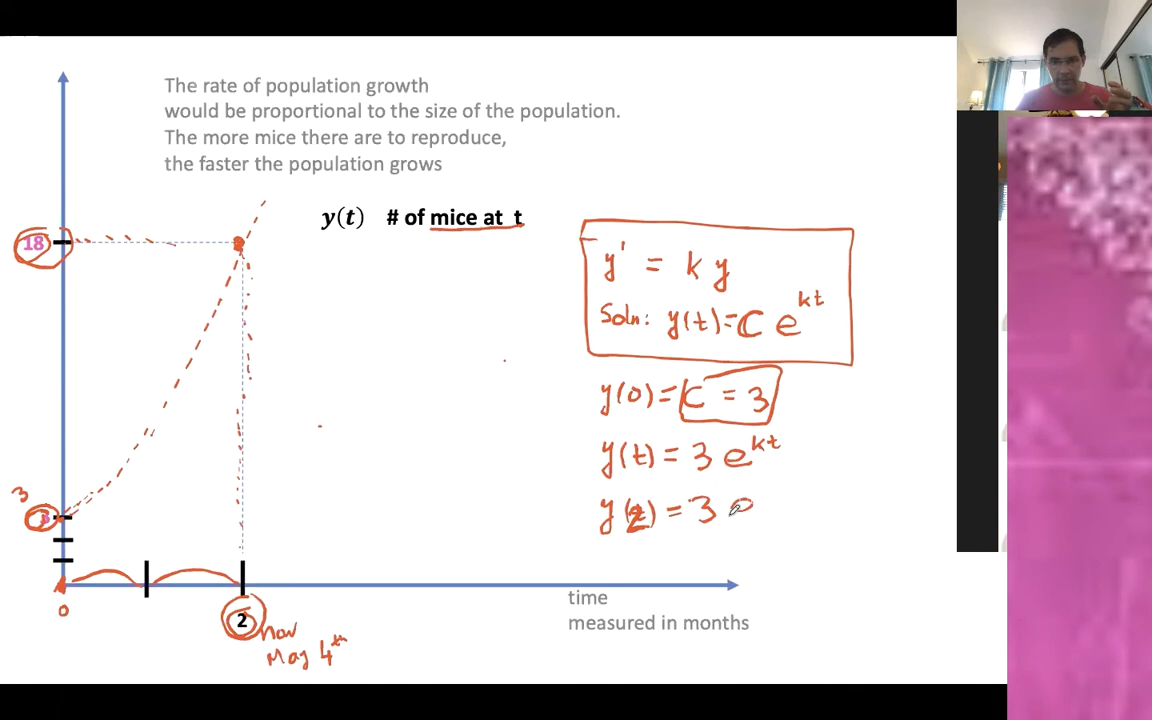 The rate of population growth
would be proportional to the size of the population.
The more mice there are to reproduce,
the faster the population grows
y(t) # of mice at t
18
y' = k y
Soln: y(t)=C e^kt
y(0)=C = 3
y(t) = 3 e^kt
y(2) = 3 e
3
3
0
2
now
May 4th
time
measured in months